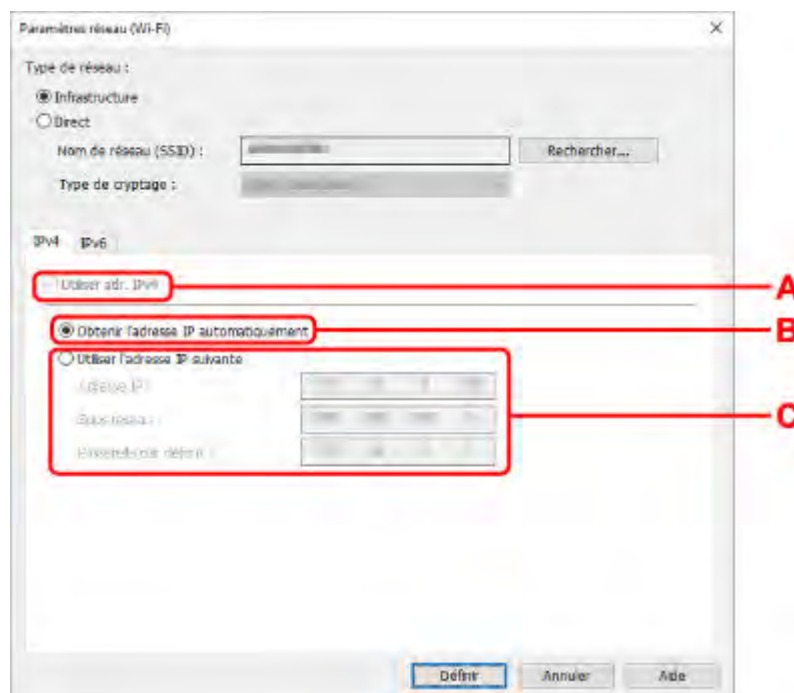 Paramètres réseau (Wi-Fi)
Type de réseau :
Infrastructure
Direct
Nom de réseau (SSID) :
Rechercher...
Type de cryptage :
IPv4 IPv6
Utiliser adr. IPv4
A
Obtenir l'adresse IP automatiquement
B
Utiliser l'adresse IP suivante
Adresse IP :
C
Sous réseau :
Passerelle par défaut :
Définir Annuler Aide